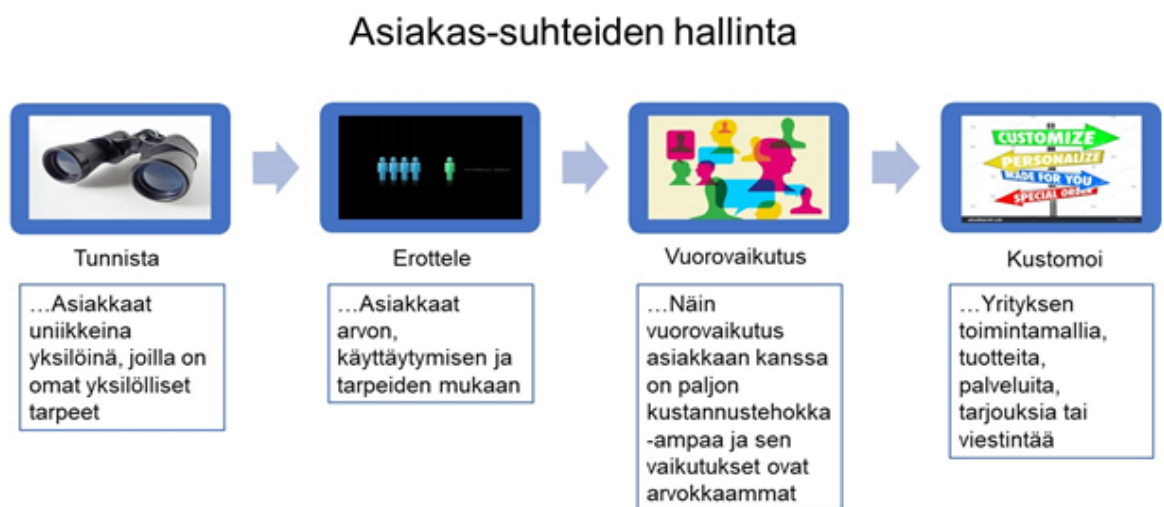 Asiakas-suhteiden hallinta
CUSTOMIZE
PERSONALIZE
MADE FOR YOU
SPECIAL ORDER
Tunnista
…Asiakkaat
uniikkeina
yksilöinä, joilla on
omat yksilölliset
tarpeet
Erottele
…Asiakkaat
arvon,
käyttäytymisen ja
tarpeiden mukaan
Vuorovaikutus
…Näin
vuorovaikutus
asiakkaan kanssa
on paljon
kustannustehokka
-ampaa ja sen
vaikutukset ovat
arvokkaammat
Kustomoi
…Yrityksen
toimintamallia,
tuotteita,
palveluita,
tarjouksia tai
viestintää